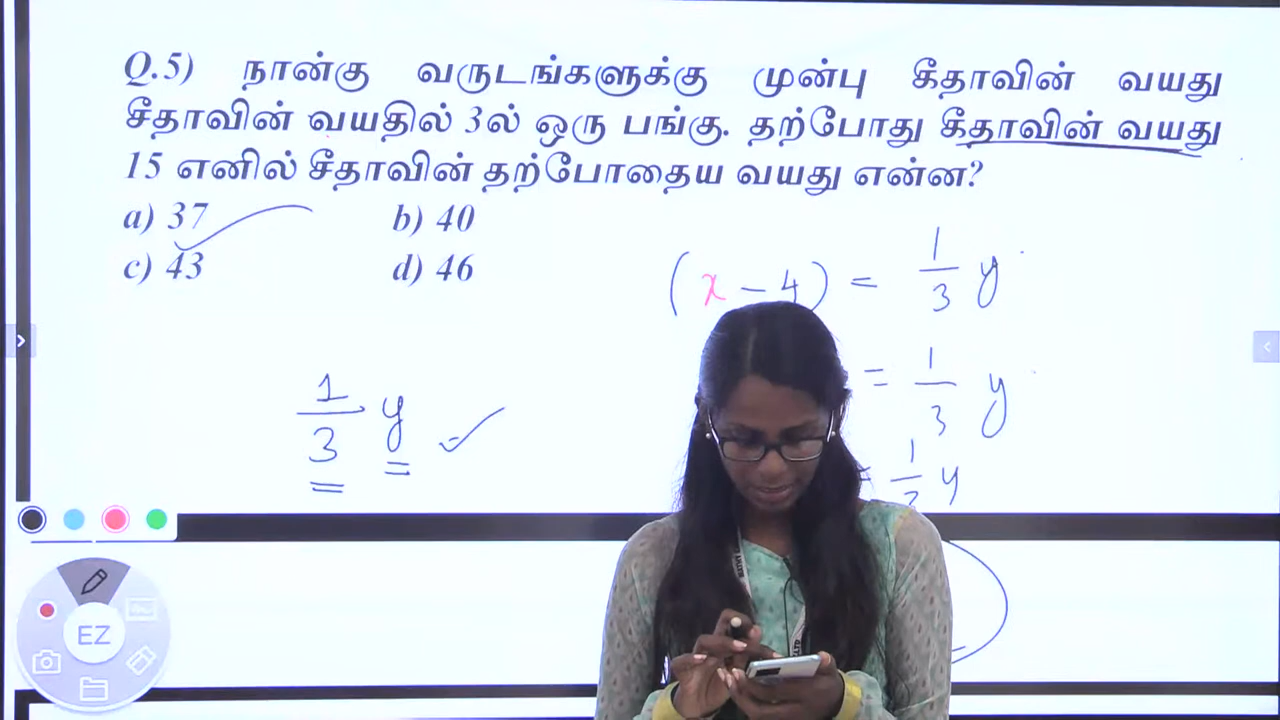 Q.5) நான்கு வருடங்களுக்கு முன்பு கீதாவின் வயது
சீதாவின் வயதில் 3ல் ஒரு பங்கு. தற்போது கீதாவின் வயது
15 எனில் சீதாவின் தற்போதைய வயது என்ன?
a) 37 b) 40
c) 43 d) 46
(x - 4) = 1/3 y
= 1/3 y
1/3 y
EZ